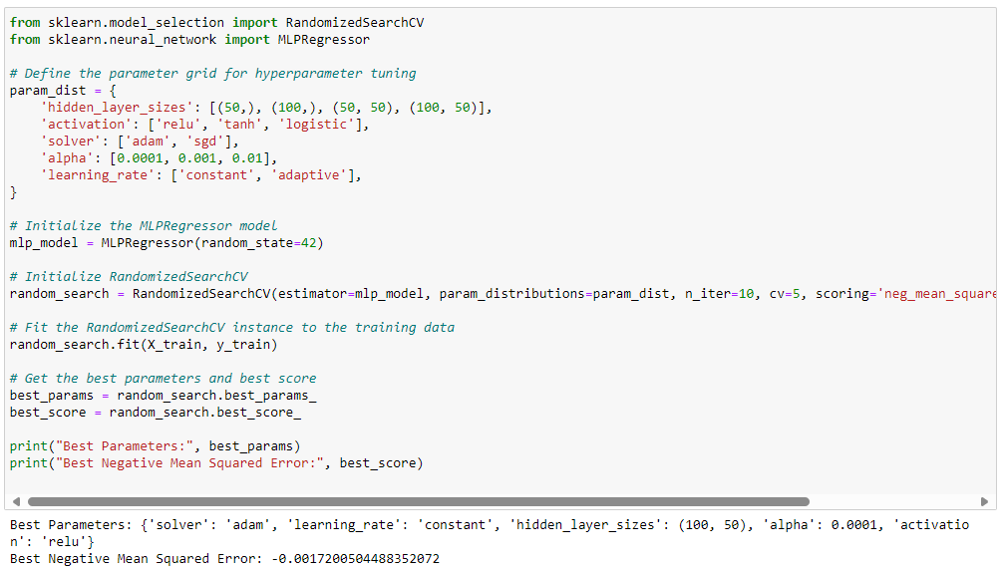 from sklearn.model_selection import RandomizedSearchCV
from sklearn.neural_network import MLPRegressor
# Define the parameter grid for hyperparameter tuning
param_dist = {
    'hidden_layer_sizes': [(50,), (100,), (50, 50), (100, 50)],
    'activation': ['relu', 'tanh', 'logistic'],
    'solver': ['adam', 'sgd'],
    'alpha': [0.0001, 0.001, 0.01],
    'learning_rate': ['constant', 'adaptive'],
}
# Initialize the MLPRegressor model
mlp_model = MLPRegressor(random_state=42)
# Initialize RandomizedSearchCV
random_search = RandomizedSearchCV(estimator=mlp_model, param_distributions=param_dist, n_iter=10, cv=5, scoring='neg_mean_square
# Fit the RandomizedSearchCV instance to the training data
random_search.fit(X_train, y_train)
# Get the best parameters and best score
best_params = random_search.best_params_
best_score = random_search.best_score_
print("Best Parameters:", best_params)
print("Best Negative Mean Squared Error:", best_score)
Best Parameters: {'solver': 'adam', 'learning_rate': 'constant', 'hidden_layer_sizes': (100, 50), 'alpha': 0.0001, 'activatio
n': 'relu'}
Best Negative Mean Squared Error: -0.0017200504488352072